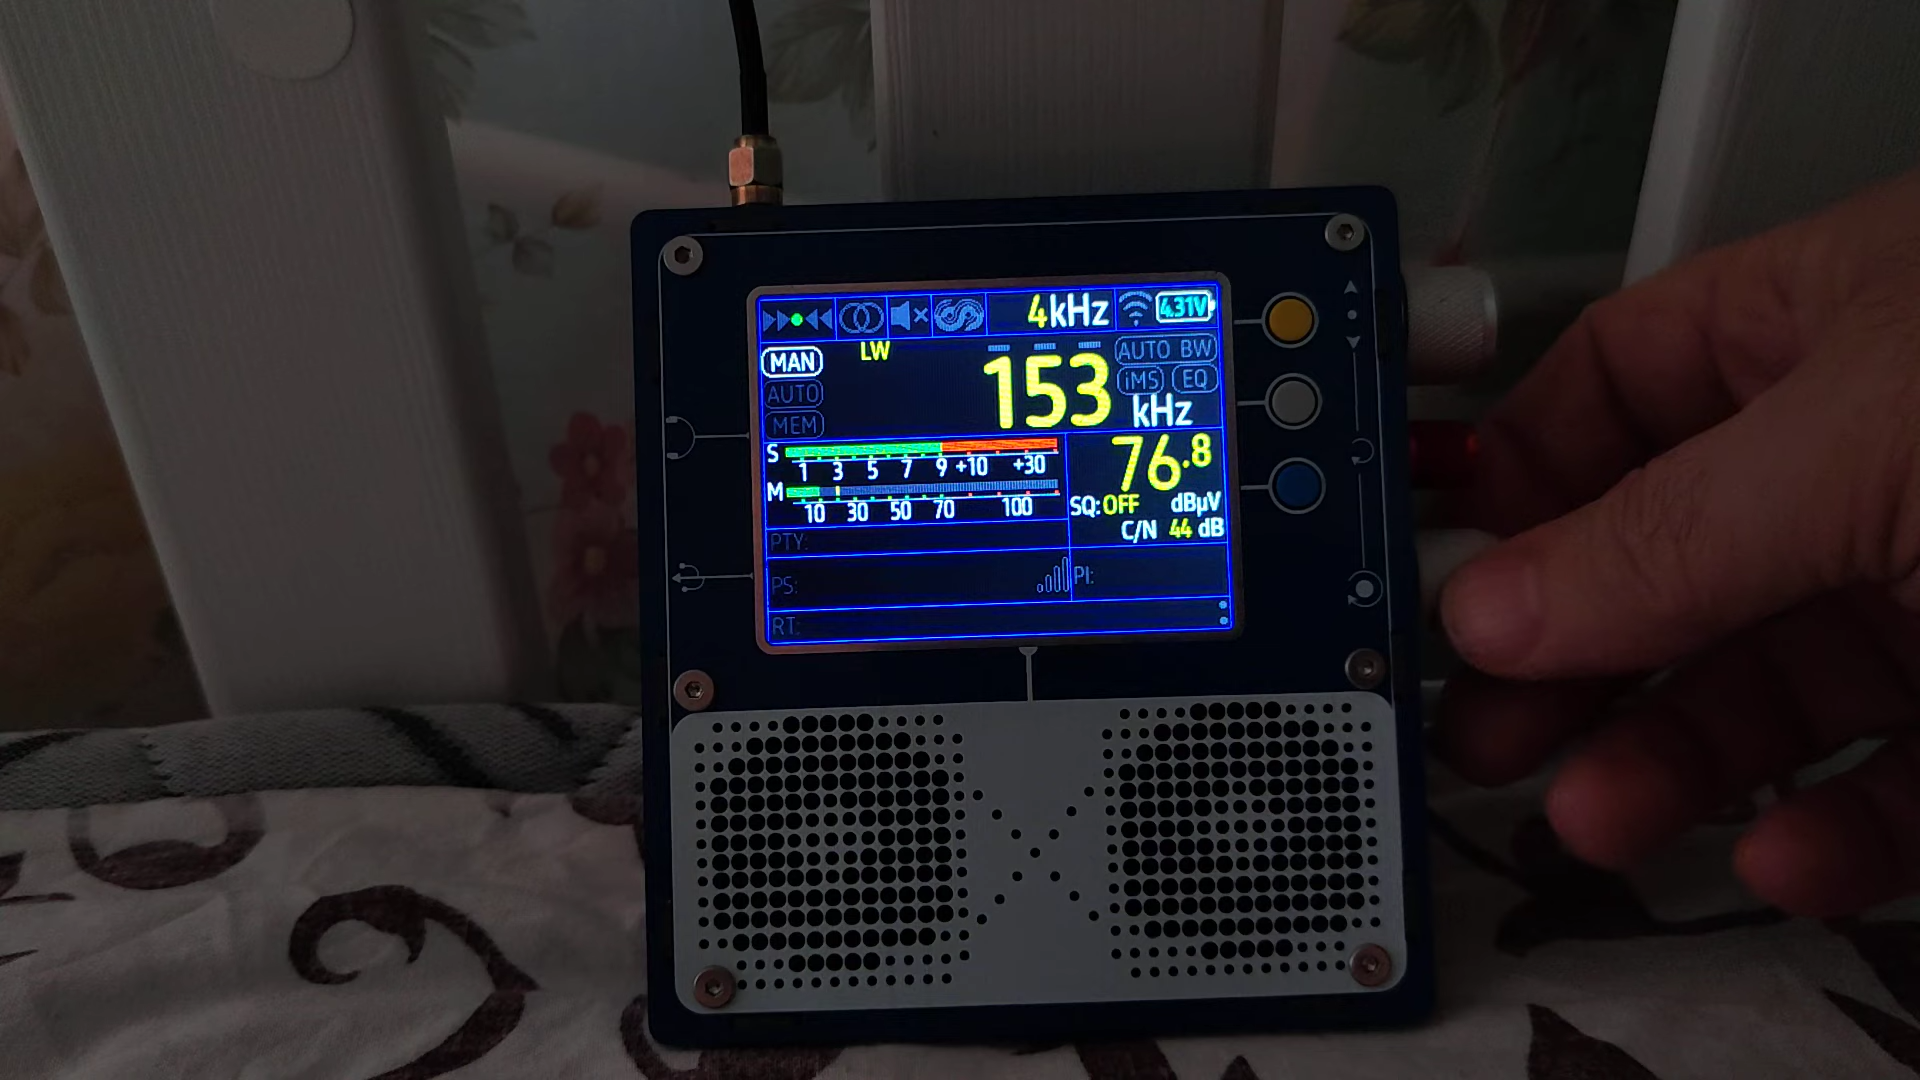 4kHz 4.31V
MAN LW 153 kHz AUTO BW
AUTO iMS EQ
MEM
S 1 3 5 7 9 +10 +30
M 10 30 50 70 100
76.8
SQ:OFF dBµV
C/N 44 dB
PTY:
PS: PI:
RT: